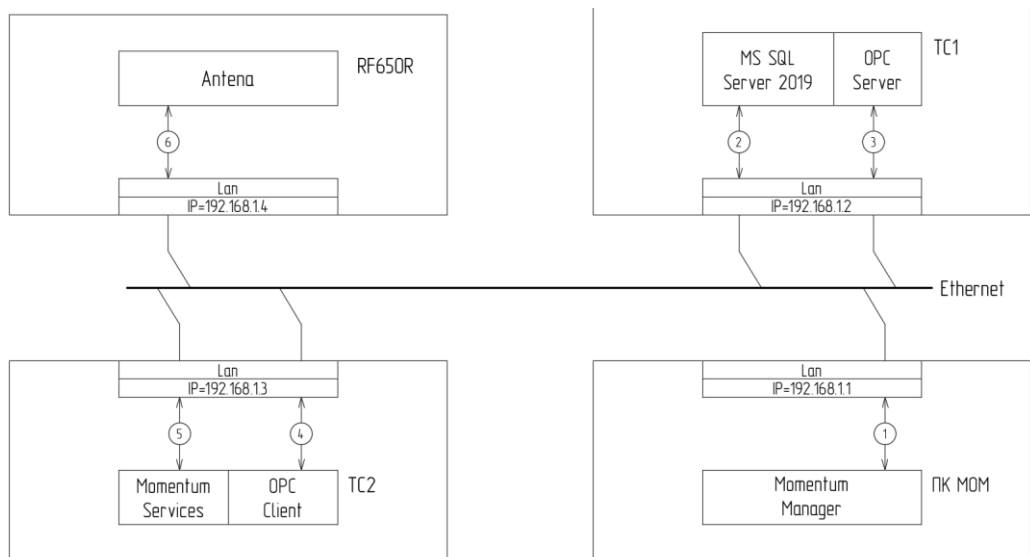 Antena
RF650R
6
Lan
IP=192.168.1.4
MS SQL
Server 2019
OPC
Server
TC1
2
3
Lan
IP=192.168.1.2
Ethernet
Lan
IP=192.168.1.3
5
4
Momentum
Services
OPC
Client
TC2
Lan
IP=192.168.1.1
1
Momentum
Manager
ПК МОМ